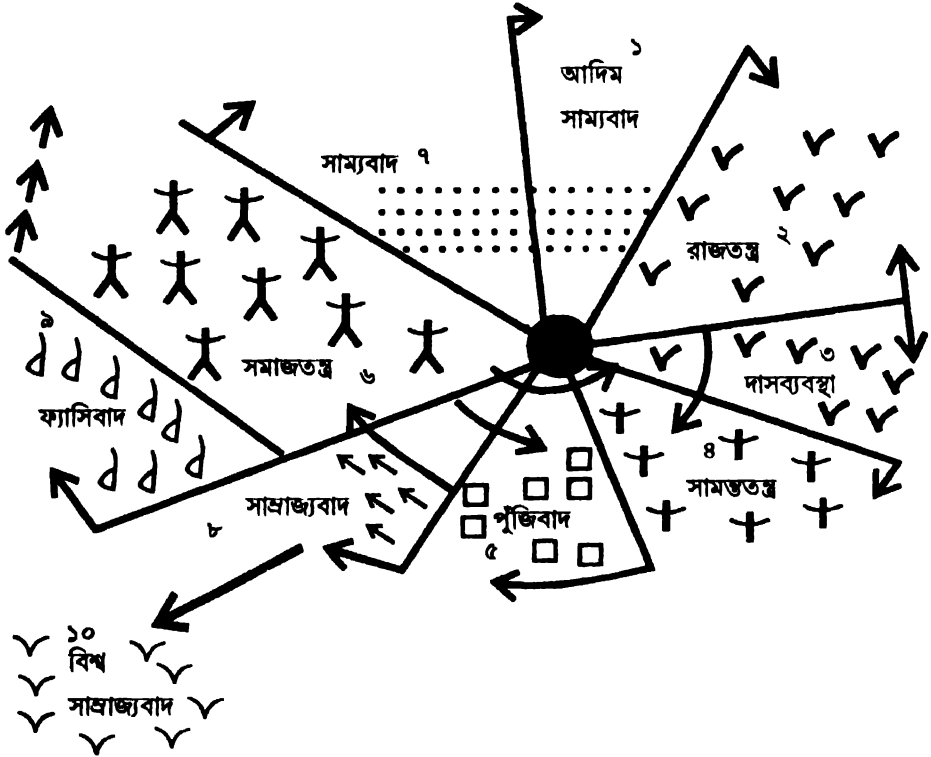 ১
আদিম
সাম্যবাদ
সাম্যবাদ ৭
রাজতন্ত্র ২
৩
দাসব্যবস্থা
৪
সামন্ততন্ত্র
পুঁজিবাদ
৫
সমাজতন্ত্র ৬
৯
ফ্যাসিবাদ
সাম্রাজ্যবাদ
৮
১০
বিশ্ব
সাম্রাজ্যবাদ